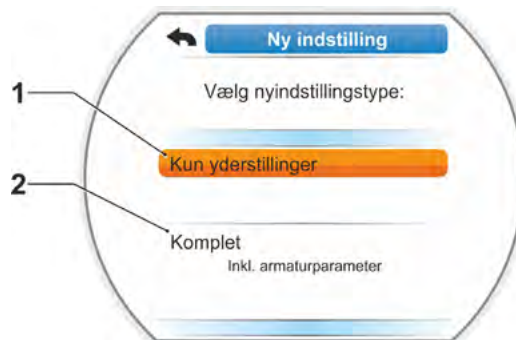 Ny indstilling
Vælg nyindstillingstype:
1
Kun yderstillinger
2
Komplet
Inkl. armaturparameter